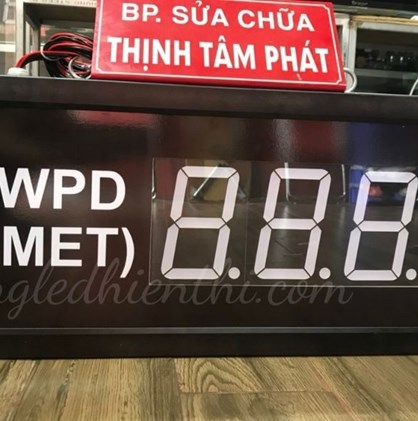 BP. SỬA CHỮA
THỊNH TÂM PHÁT
WPD
MET)
8.8.8
ngledhienthi.com